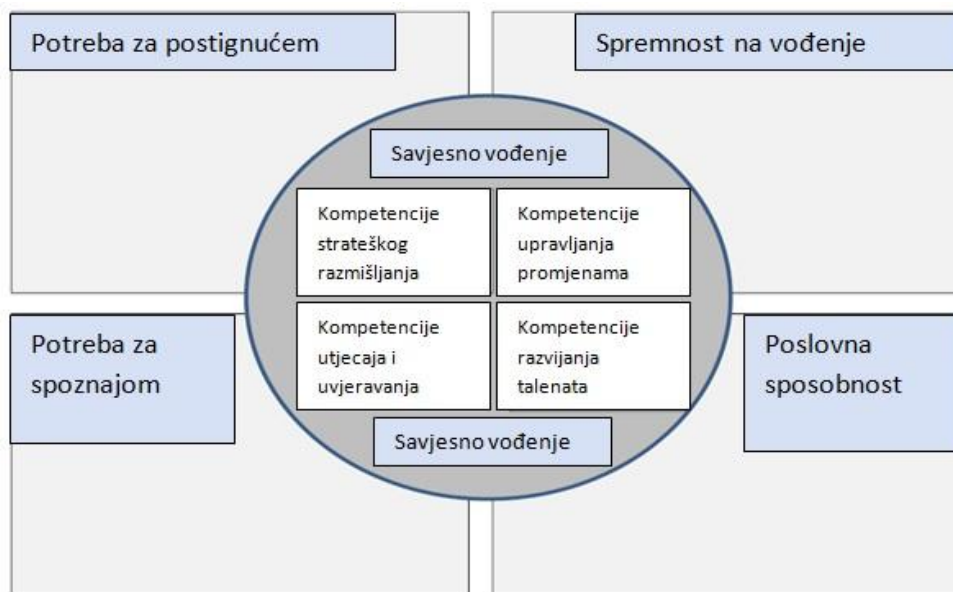 Potreba za postignućem
Spremnost na vođenje
Savjesno vođenje
Kompetencije
strateškog
razmišljanja
Kompetencije
upravljanja
promjenama
Potreba za
spoznajom
Kompetencije
utjecaja i
uvjeravanja
Kompetencije
razvijanja
talenata
Poslovna
sposobnost
Savjesno vođenje